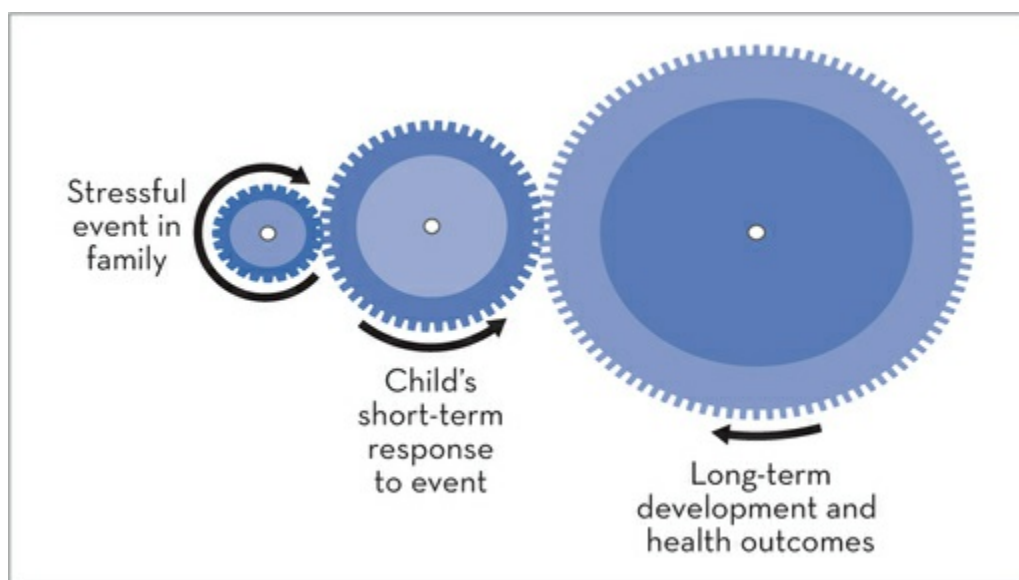 Stressful
event in
family
Child’s
short-term
response
to event
Long-term
development and
health outcomes